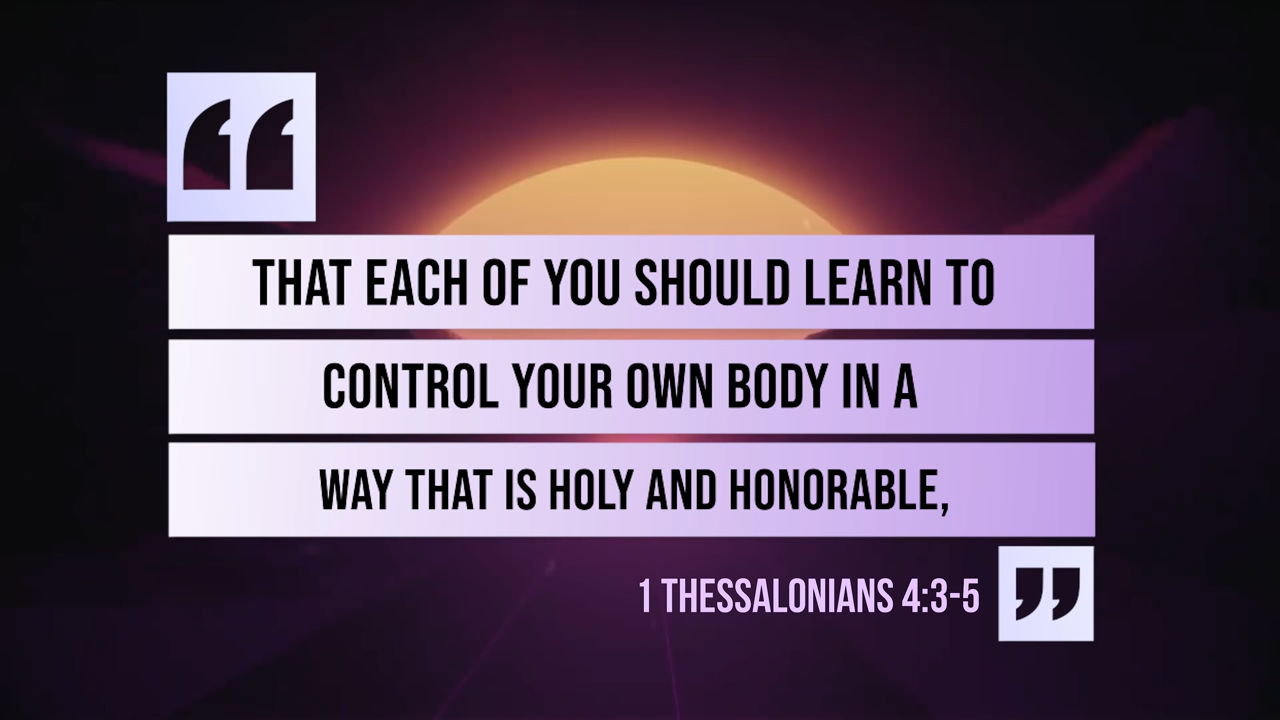 “
THAT EACH OF YOU SHOULD LEARN TO
CONTROL YOUR OWN BODY IN A
WAY THAT IS HOLY AND HONORABLE,
1 THESSALONIANS 4:3-5 ”